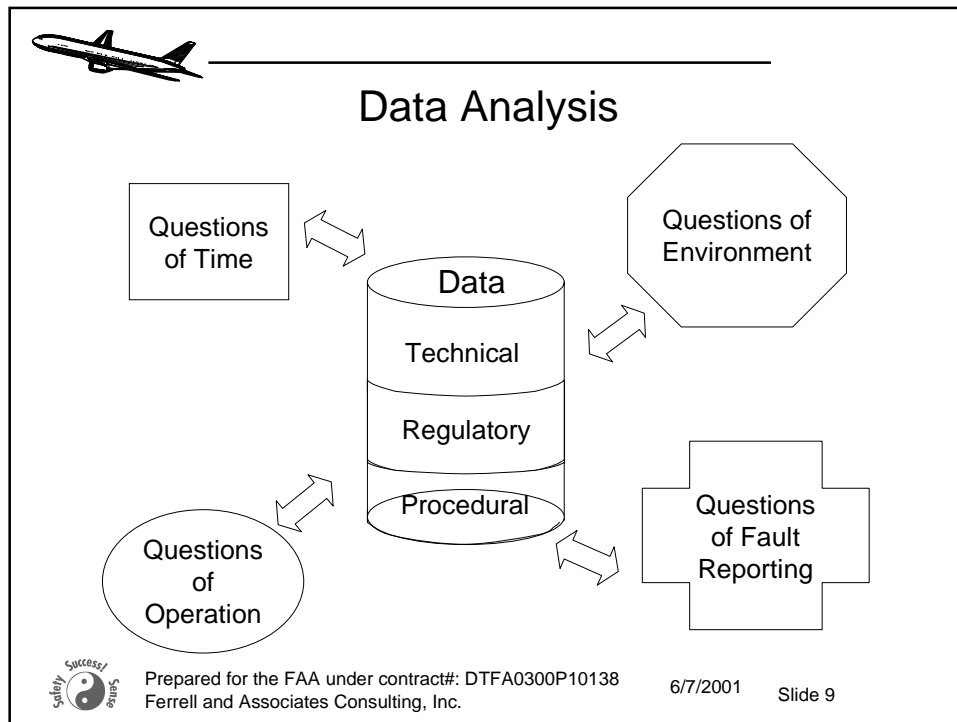 Data Analysis
Questions
of Time
Questions of
Environment
Data
Technical
Regulatory
Procedural
Questions
of
Operation
Questions
of Fault
Reporting
Safety Success! Sense
Prepared for the FAA under contract#: DTFA0300P10138
Ferrell and Associates Consulting, Inc.
6/7/2001
Slide 9